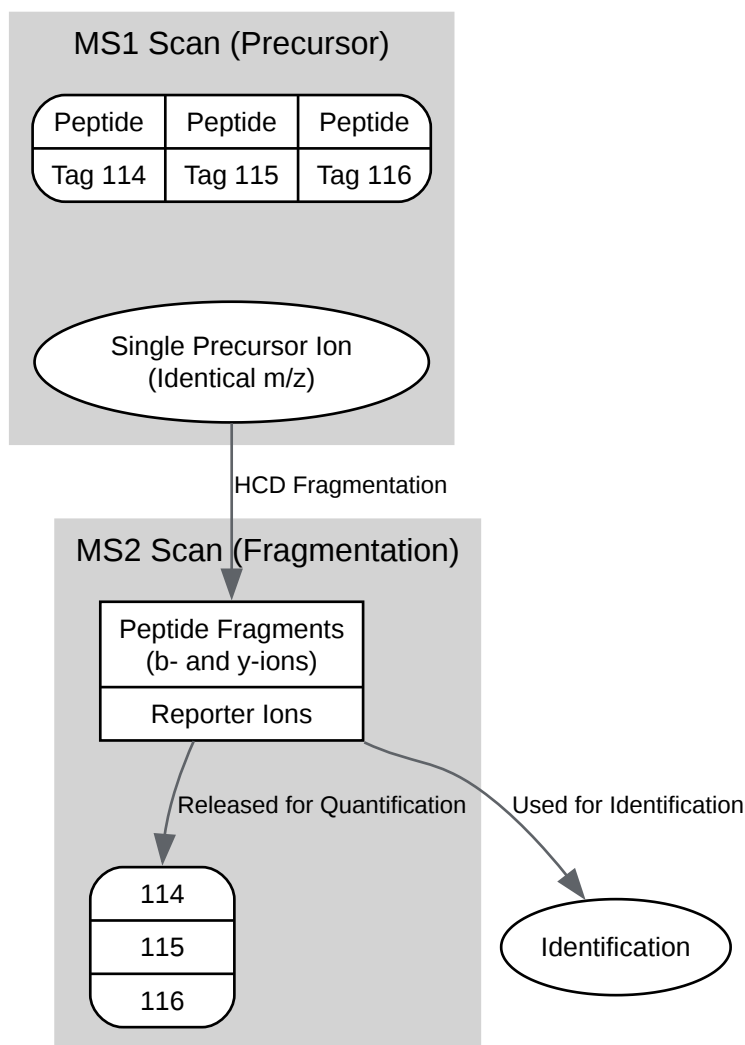 MS1 Scan (Precursor)
Peptide Peptide Peptide
Tag 114 Tag 115 Tag 116
Single Precursor Ion
(Identical m/z)
HCD Fragmentation
MS2 Scan (Fragmentation)
Peptide Fragments
(b- and y-ions)
Reporter Ions
Released for Quantification
Used for Identification
114
115
116
Identification